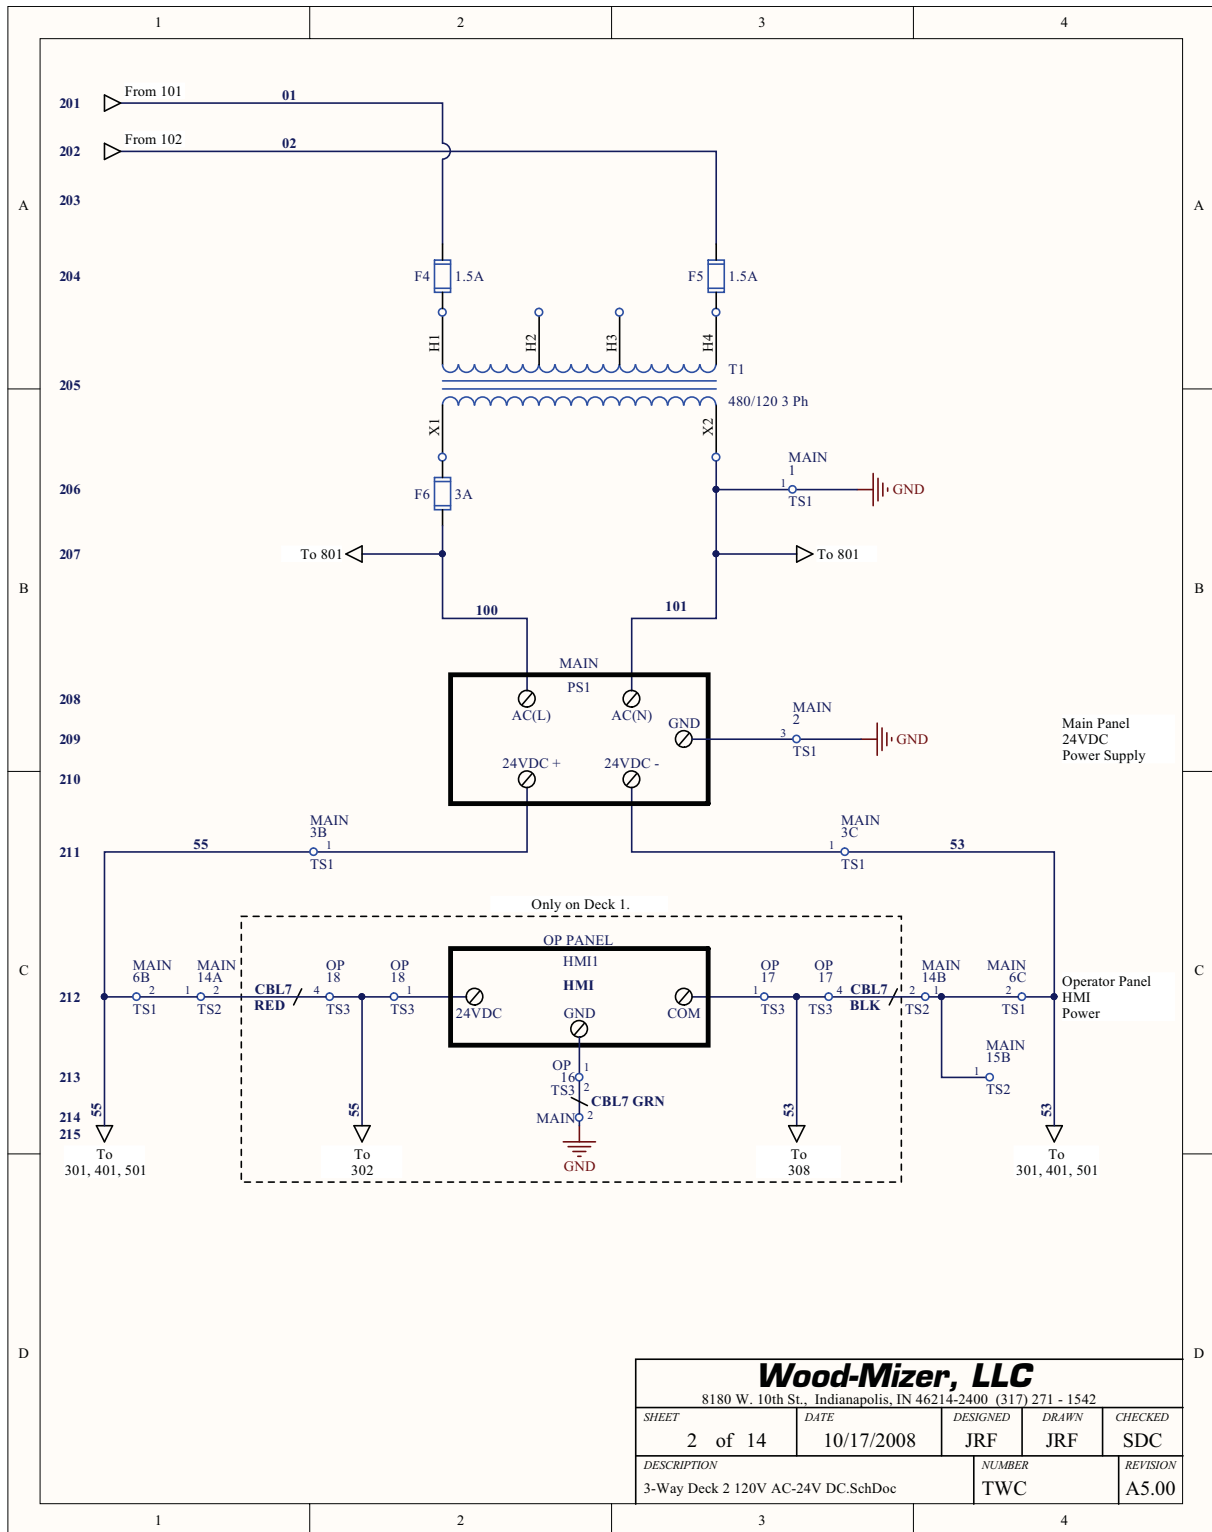 1 2 3 4
201 From 101 01
202 From 102 02
203
A A
204 F4 1.5A F5 1.5A
H1 H2 H3 H4
T1
205
480/120 3 Ph
X1 X2
MAIN
1
206 F6 3A 1 GND
TS1
207 To 801 To 801
B B
100 101
MAIN
208 PS1
AC(L) AC(N)
MAIN
2
GND
209 3 GND
TS1
Main Panel
24VDC
Power Supply
24VDC + 24VDC -
210
MAIN MAIN
3B 3C
211 55 1 1 53
TS1 TS1
Only on Deck 1.
OP PANEL
C C
MAIN MAIN OP OP HMI1 OP OP MAIN MAIN
6B 14A 18 18 HMI 17 17 14B 6C
212 2 1 2 CBL7 4 1 1 4 CBL7 2 1 2
TS1 TS2 RED TS3 TS3 24VDC COM TS3 TS3 BLK TS2 TS1
Operator Panel
HMI
Power
GND
MAIN
15B
213 OP 1 1
16
TS3 2 TS2
CBL7 GRN
214 55 55 MAIN 2 53 53
215
GND
To To To To
301, 401, 501 302 308 301, 401, 501
D D
Wood-Mizer, LLC
8180 W. 10th St., Indianapolis, IN 46214-2400 (317) 271 - 1542
SHEET DATE DESIGNED DRAWN CHECKED
2 of 14 10/17/2008 JRF JRF SDC
DESCRIPTION NUMBER REVISION
3-Way Deck 2 120V AC-24V DC.SchDoc TWC A5.00
1 2 3 4